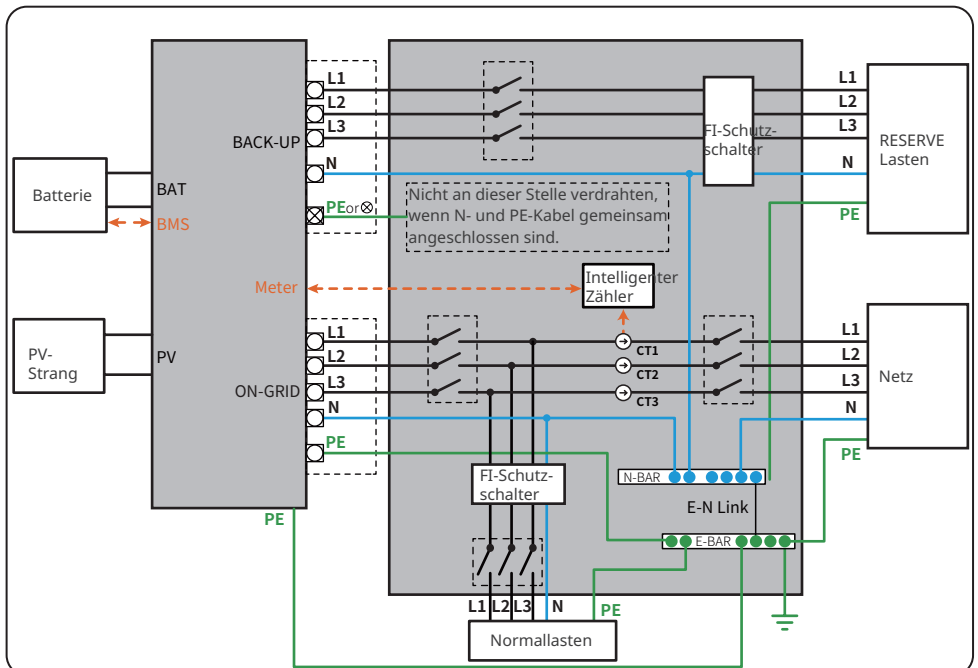 L1
L2
L3
BACK-UP
N
PE or
BAT
Batterie
BMS
Nicht an dieser Stelle verdrahten,
wenn N- und PE-Kabel gemeinsam
angeschlossen sind.
FI-Schutz-
schalter
L1
L2
L3
N
PE
RESERVE
Lasten
Meter
Intelligenter
Zähler
PV-
Strang
PV
L1
L2
L3
ON-GRID
N
PE
CT1
CT2
CT3
L1
L2
L3
N
PE
Netz
FI-Schutz-
schalter
N-BAR
E-N Link
E-BAR
PE
L1 L2 L3 N
PE
Normallasten